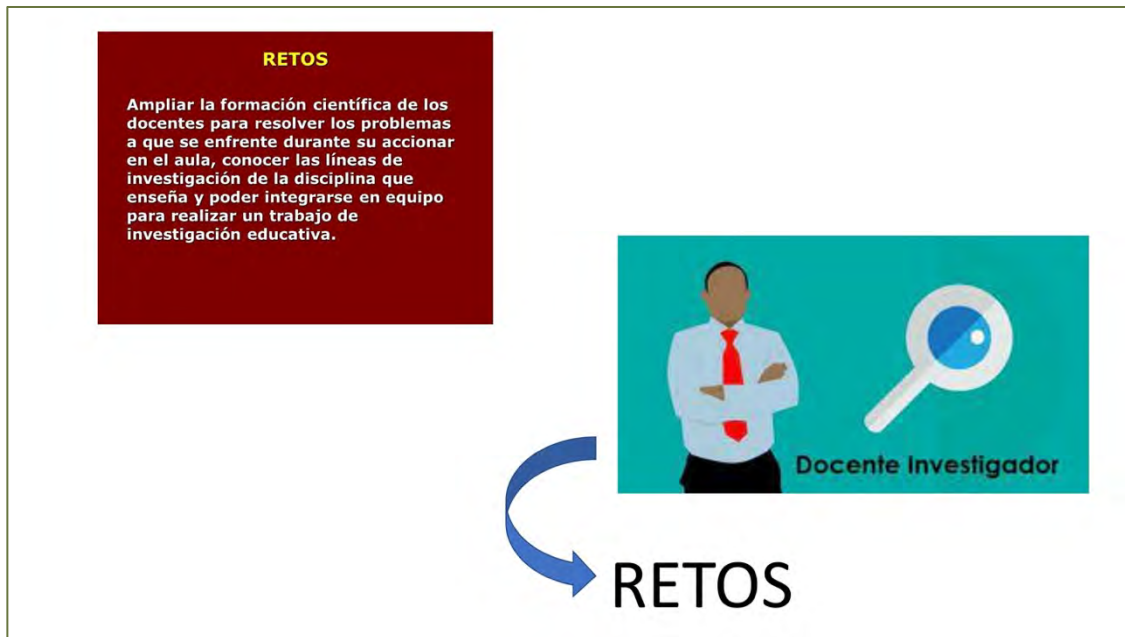 RETOS
Ampliar la formación científica de los
docentes para resolver los problemas
a que se enfrente durante su accionar
en el aula, conocer las líneas de
investigación de la disciplina que
enseña y poder integrarse en equipo
para realizar un trabajo de
investigación educativa.
Docente Investigador
RETOS